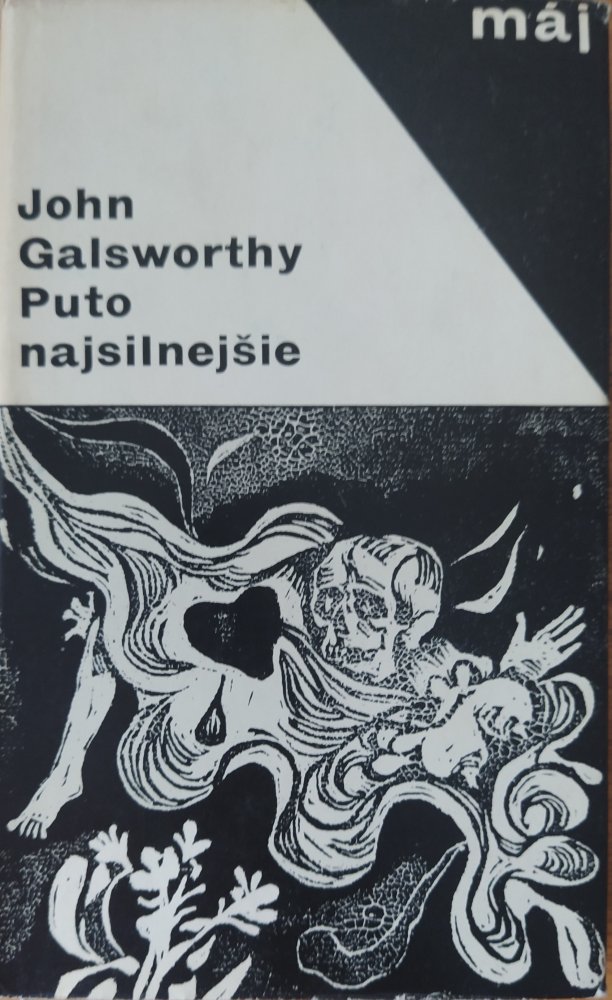 máj
John
Galsworthy
Puto
najsilnejšie